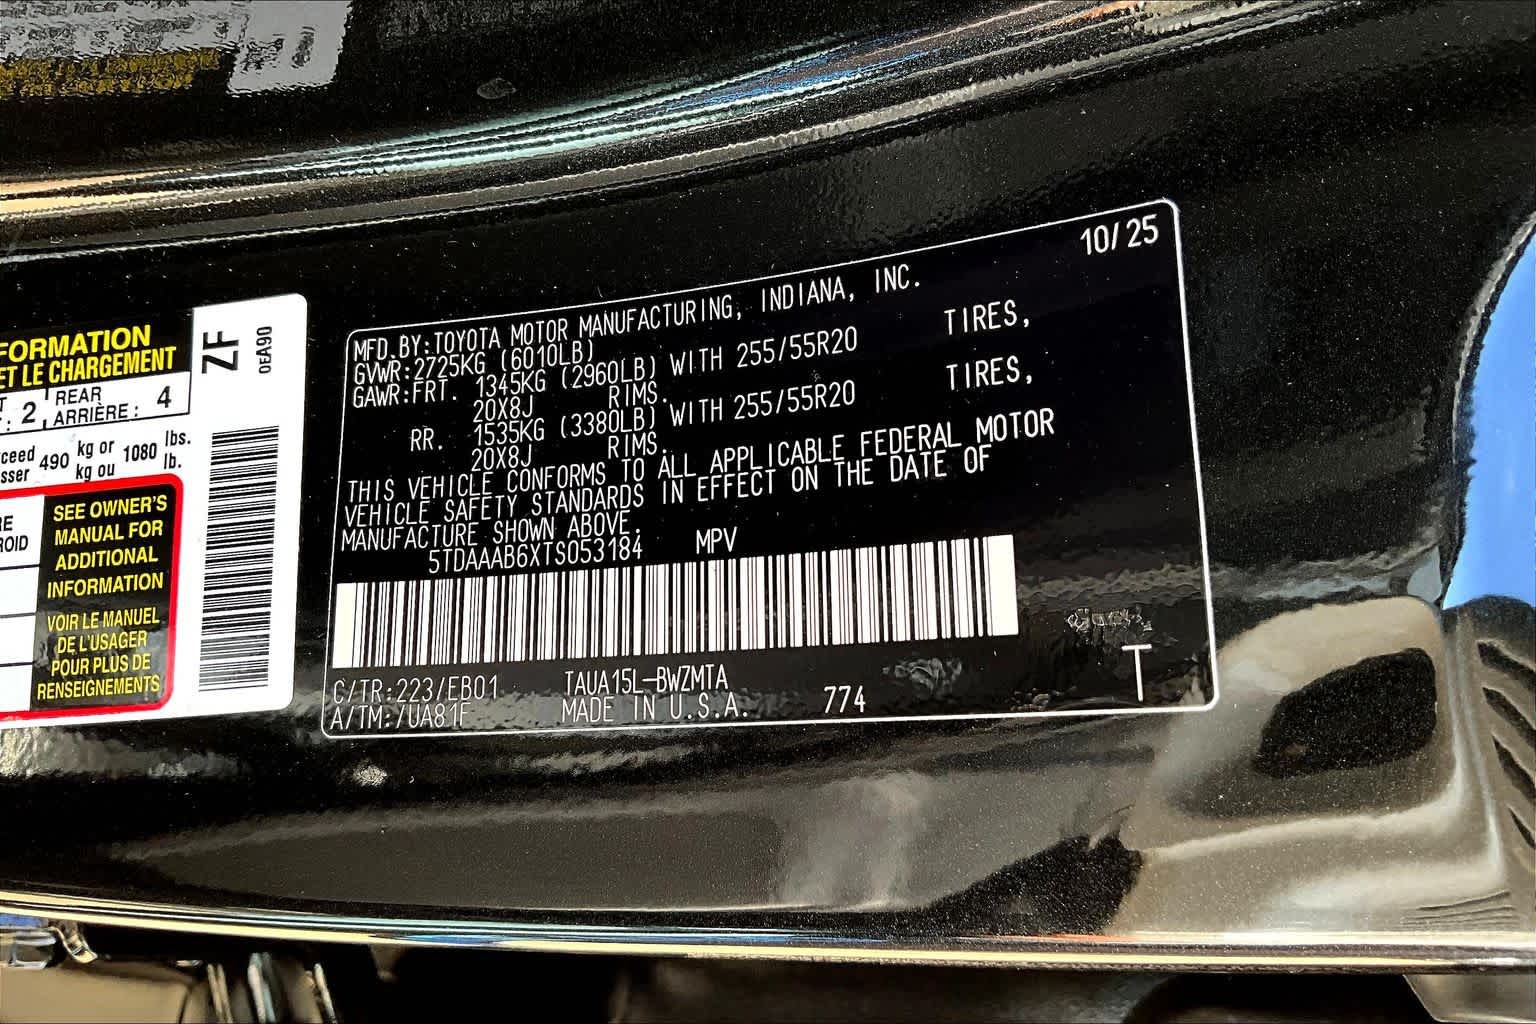 FORMATION
ET LE CHARGEMENT
2 REAR 4
ARRIÈRE :
490 kg or 1080 lbs.
kg ou lb.
SEE OWNER'S
MANUAL FOR
ADDITIONAL
INFORMATION
VOIR LE MANUEL
DE L'USAGER
POUR PLUS DE
RENSEIGNEMENTS
ZF
0EA90
10/25
MFD.BY:TOYOTA MOTOR MANUFACTURING, INDIANA, INC.
GVWR:2725KG (6010LB)
GAWR:FRT. 1345KG (2960LB) WITH 255/55R20 TIRES,
20X8J RIMS.
RR. 1535KG (3380LB) WITH 255/55R20 TIRES,
20X8J RIMS.
THIS VEHICLE CONFORMS TO ALL APPLICABLE FEDERAL MOTOR
VEHICLE SAFETY STANDARDS IN EFFECT ON THE DATE OF
MANUFACTURE SHOWN ABOVE.
5TDAAAB6XTS053184 MPV
C/TR:223/EB01 TAUA15L-BWZMTA
A/TM:/UA81F MADE IN U.S.A. 774 T